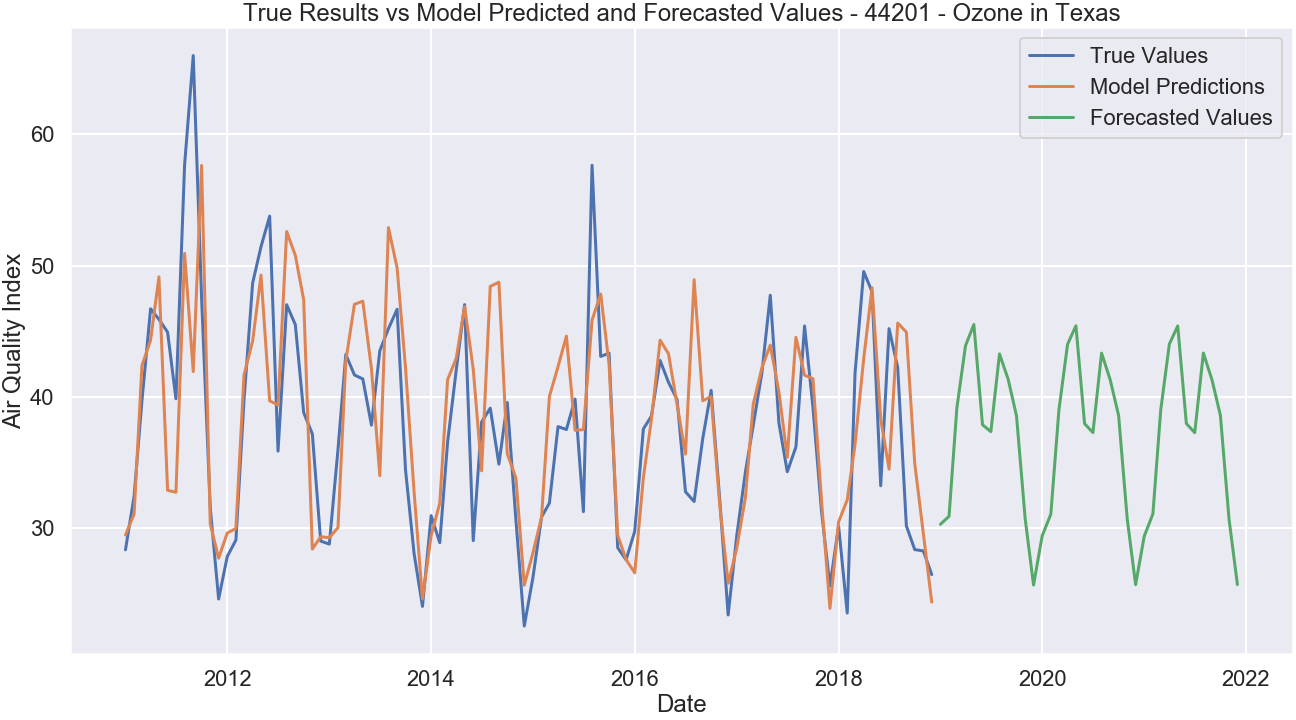 True Results vs Model Predicted and Forecasted Values - 44201 - Ozone in Texas
True Values
Model Predictions
Forecasted Values
Air Quality Index
60
50
40
30
2012 2014 2016 2018 2020 2022
Date